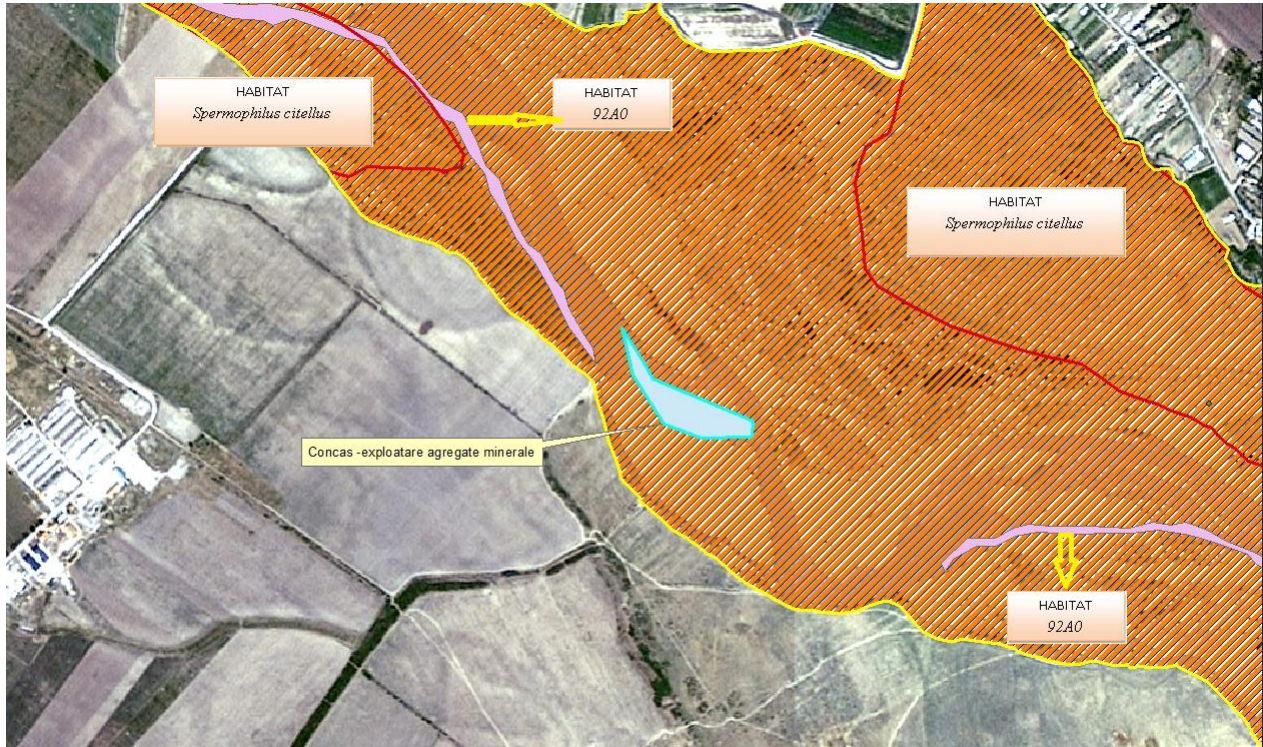 HABITAT
Spermophilus citellus
HABITAT
92A0
HABITAT
Spermophilus citellus
Concas -exploatare agregate minerale
HABITAT
92A0